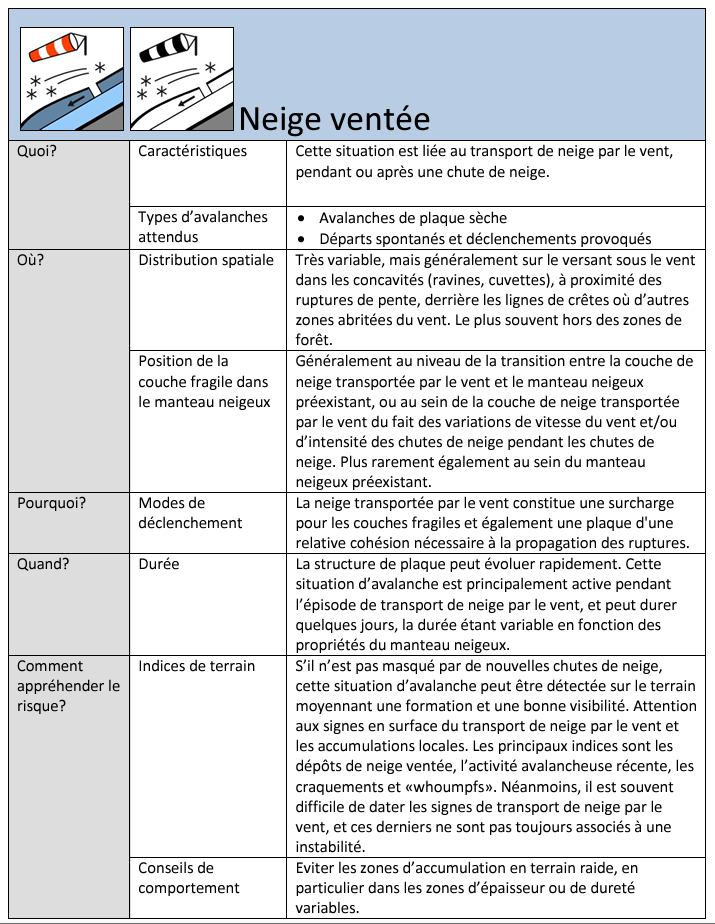 Neige ventée
Quoi?
Caractéristiques
Cette situation est liée au transport de neige par le vent,
pendant ou après une chute de neige.
Types d’avalanches
attendus
• Avalanches de plaque sèche
• Départs spontanés et déclenchements provoqués
Où?
Distribution spatiale
Très variable, mais généralement sur le versant sous le vent
dans les concavités (ravines, cuvettes), à proximité des
ruptures de pente, derrière les lignes de crêtes où d’autres
zones abritées du vent. Le plus souvent hors des zones de
forêt.
Position de la
couche fragile dans
le manteau neigeux
Généralement au niveau de la transition entre la couche de
neige transportée par le vent et le manteau neigeux
préexistant, ou au sein de la couche de neige transportée
par le vent du fait des variations de vitesse du vent et/ou
d’intensité des chutes de neige pendant les chutes de
neige. Plus rarement également au sein du manteau
neigeux préexistant.
Pourquoi?
Modes de
déclenchement
La neige transportée par le vent constitue une surcharge
pour les couches fragiles et également une plaque d'une
relative cohésion nécessaire à la propagation des ruptures.
Quand?
Durée
La structure de plaque peut évoluer rapidement. Cette
situation d’avalanche est principalement active pendant
l’épisode de transport de neige par le vent, et peut durer
quelques jours, la durée étant variable en fonction des
propriétés du manteau neigeux.
Comment
appréhender le
risque?
Indices de terrain
S’il n’est pas masqué par de nouvelles chutes de neige,
cette situation d’avalanche peut être détectée sur le terrain
moyennant une formation et une bonne visibilité. Attention
aux signes en surface du transport de neige par le vent et
les accumulations locales. Les principaux indices sont les
dépôts de neige ventée, l’activité avalancheuse récente, les
craquements et «whoumpfs». Néanmoins, il est souvent
difficile de dater les signes de transport de neige par le
vent, et ces derniers ne sont pas toujours associés à une
instabilité.
Conseils de
comportement
Eviter les zones d’accumulation en terrain raide, en
particulier dans les zones d’épaisseur ou de dureté
variables.